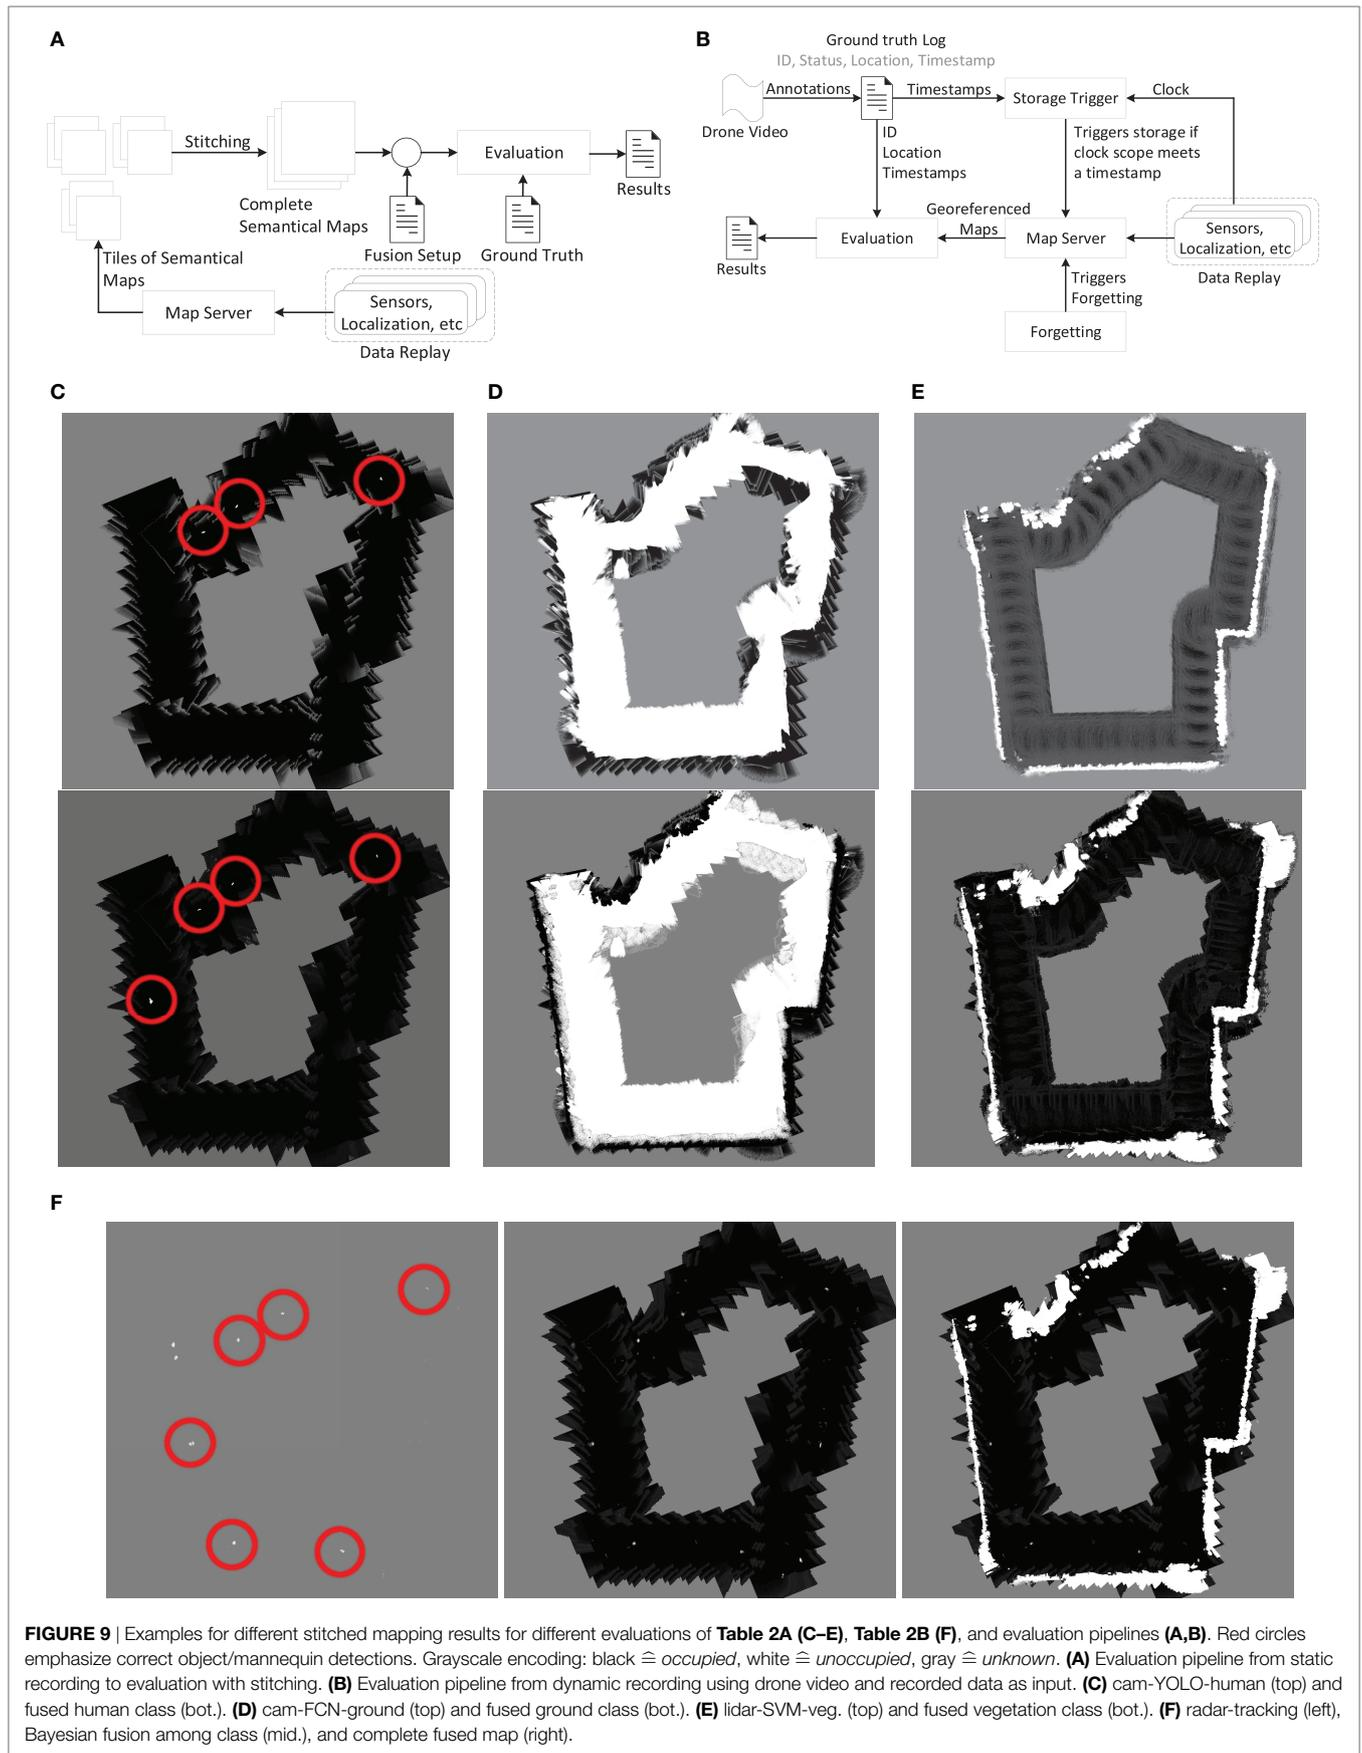 A
Stitching
Complete
Semantical Maps
Evaluation
Results
Fusion Setup
Ground Truth
Tiles of Semantical
Maps
Map Server
Sensors,
Localization, etc
Data Replay
B
Ground truth Log
ID, Status, Location, Timestamp
Drone Video
Annotations
Timestamps
Storage Trigger
Clock
ID
Location
Timestamps
Triggers storage if
clock scope meets
a timestamp
Results
Evaluation
Georeferenced
Maps
Map Server
Sensors,
Localization, etc
Data Replay
Triggers
Forgetting
Forgetting
C
D
E
F
FIGURE 9 | Examples for different stitched mapping results for different evaluations of Table 2A (C–E), Table 2B (F), and evaluation pipelines (A,B). Red circles
emphasize correct object/mannequin detections. Grayscale encoding: black ≙ occupied, white ≙ unoccupied, gray ≙ unknown. (A) Evaluation pipeline from static
recording to evaluation with stitching. (B) Evaluation pipeline from dynamic recording using drone video and recorded data as input. (C) cam-YOLO-human (top) and
fused human class (bot.). (D) cam-FCN-ground (top) and fused ground class (bot.). (E) lidar-SVM-veg. (top) and fused vegetation class (bot.). (F) radar-tracking (left),
Bayesian fusion among class (mid.), and complete fused map (right).